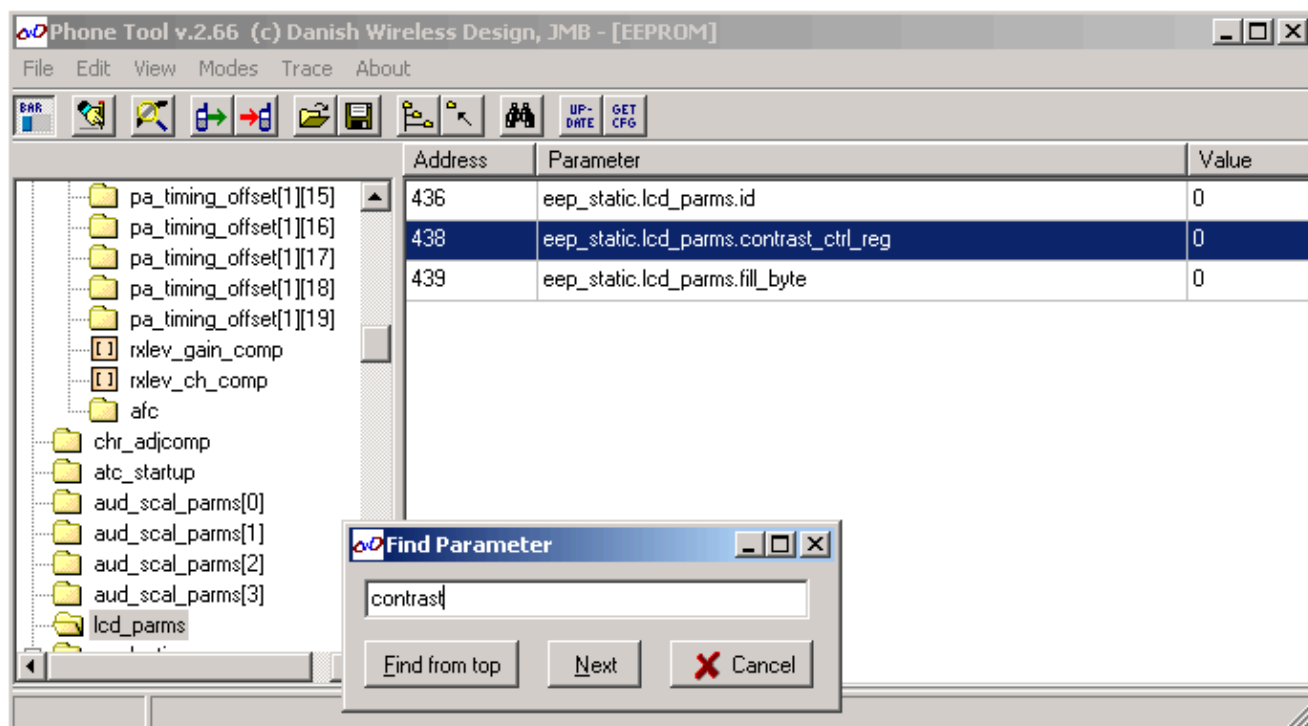 Phone Tool v.2.66 (c) Danish Wireless Design, JMB - [EEPROM]
File Edit View Modes Trace About
BAR
UP-DATE
GET CFG
Address Parameter Value
pa_timing_offset[1][15]
pa_timing_offset[1][16]
pa_timing_offset[1][17]
pa_timing_offset[1][18]
pa_timing_offset[1][19]
rxlev_gain_comp
rxlev_ch_comp
afc
chr_adjcomp
atc_startup
aud_scal_parms[0]
aud_scal_parms[1]
aud_scal_parms[2]
aud_scal_parms[3]
lcd_parms
436 eep_static.lcd_parms.id 0
438 eep_static.lcd_parms.contrast_ctrl_reg 0
439 eep_static.lcd_parms.fill_byte 0
Find Parameter
contrast
Find from top Next Cancel